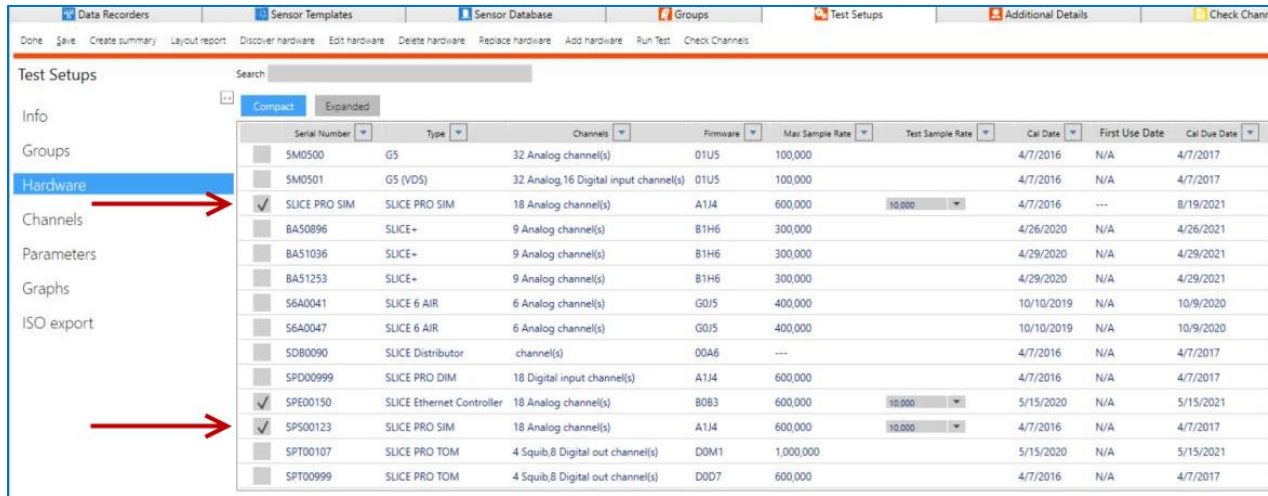 Data Recorders Sensor Templates Sensor Database Groups Test Setups Additional Details Check Chann
Done Save Create summary Layout report Discover hardware Edit hardware Delete hardware Replace hardware Add hardware Run Test Check Channels
Test Setups
Info
Groups
Hardware
Channels
Parameters
Graphs
ISO export
Search
<<
Compact Expanded
Serial Number Type Channels Firmware Max Sample Rate Test Sample Rate Cal Date First Use Date Cal Due Date
5M0500 G5 32 Analog channel(s) 01U5 100,000 4/7/2016 N/A 4/7/2017
5M0501 G5 (VDS) 32 Analog,16 Digital input channel(s) 01U5 100,000 4/7/2016 N/A 4/7/2017
SLICE PRO SIM SLICE PRO SIM 18 Analog channel(s) A1J4 600,000 10,000 4/7/2016 --- 8/19/2021
BA50896 SLICE+ 9 Analog channel(s) B1H6 300,000 4/26/2020 N/A 4/26/2021
BA51036 SLICE+ 9 Analog channel(s) B1H6 300,000 4/29/2020 N/A 4/29/2021
BA51253 SLICE+ 9 Analog channel(s) B1H6 300,000 4/29/2020 N/A 4/29/2021
S6A0041 SLICE 6 AIR 6 Analog channel(s) G0J5 400,000 10/10/2019 N/A 10/9/2020
S6A0047 SLICE 6 AIR 6 Analog channel(s) G0J5 400,000 10/10/2019 N/A 10/9/2020
SDB0090 SLICE Distributor channel(s) 00A6 --- 4/7/2016 N/A 4/7/2017
SPD00999 SLICE PRO DIM 18 Digital input channel(s) A1J4 600,000 4/7/2016 N/A 4/7/2017
SPE00150 SLICE Ethernet Controller 18 Analog channel(s) B0B3 600,000 10,000 5/15/2020 N/A 5/15/2021
SPS00123 SLICE PRO SIM 18 Analog channel(s) A1J4 600,000 10,000 4/7/2016 N/A 4/7/2017
SPT00107 SLICE PRO TOM 4 Squib,8 Digital out channel(s) D0M1 1,000,000 5/15/2020 N/A 5/15/2021
SPT00999 SLICE PRO TOM 4 Squib,8 Digital out channel(s) D0D7 600,000 4/7/2016 N/A 4/7/2017